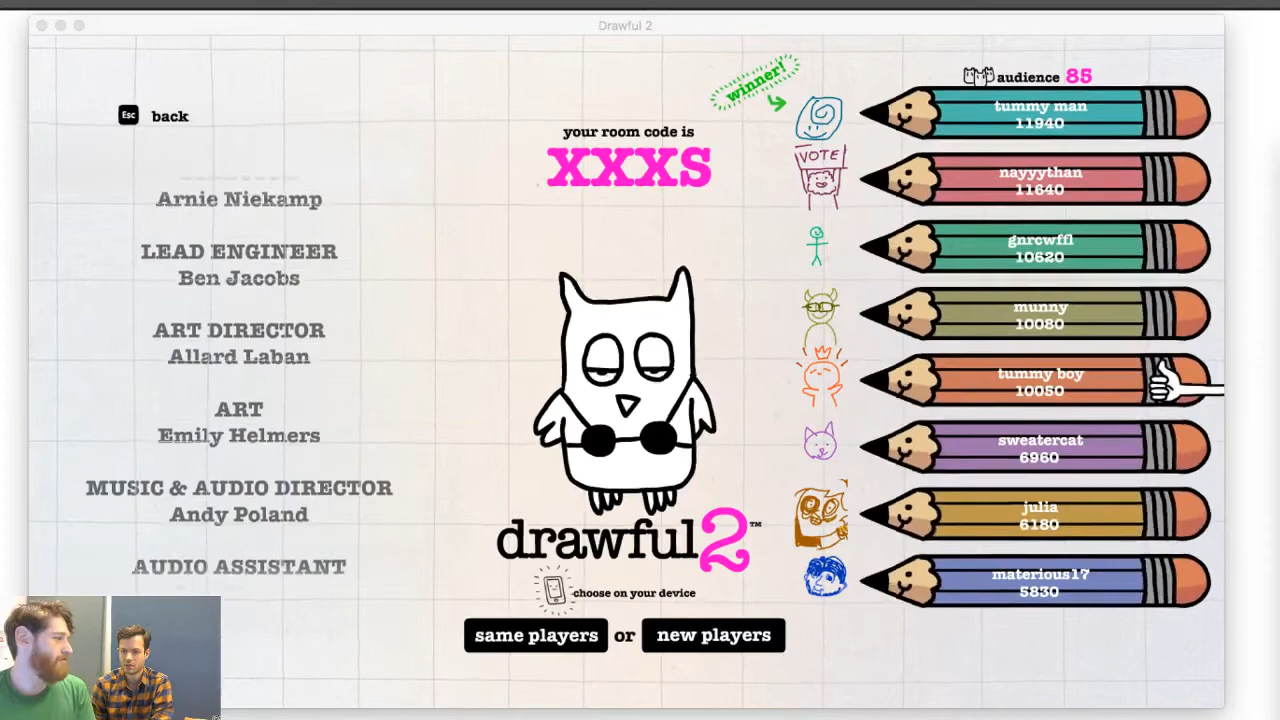 Drawful 2
Esc back
Arnie Niekamp
LEAD ENGINEER
Ben Jacobs
ART DIRECTOR
Allard Laban
ART
Emily Helmers
MUSIC & AUDIO DIRECTOR
Andy Poland
AUDIO ASSISTANT
your room code is
XXXS
drawful 2™
choose on your device
same players or new players
winner!
audience 85
tummy man
11940
VOTE
nayyythan
11640
gnrcwffl
10620
munny
10080
tummy boy
10050
sweatercat
6960
julia
6180
materious17
5830